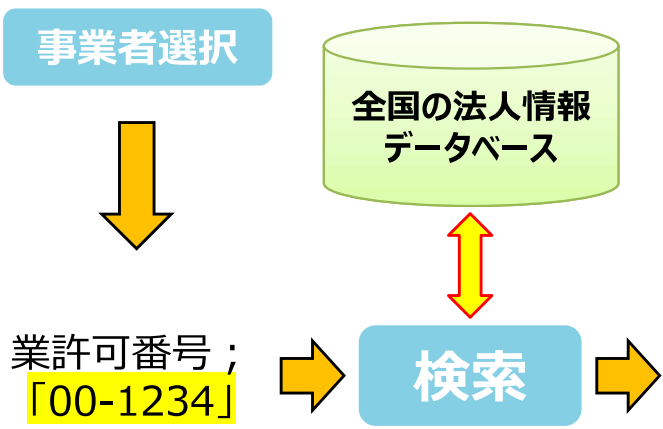 事業者選択
全国の法人情報
データベース
業許可番号；
「00-1234」
検索